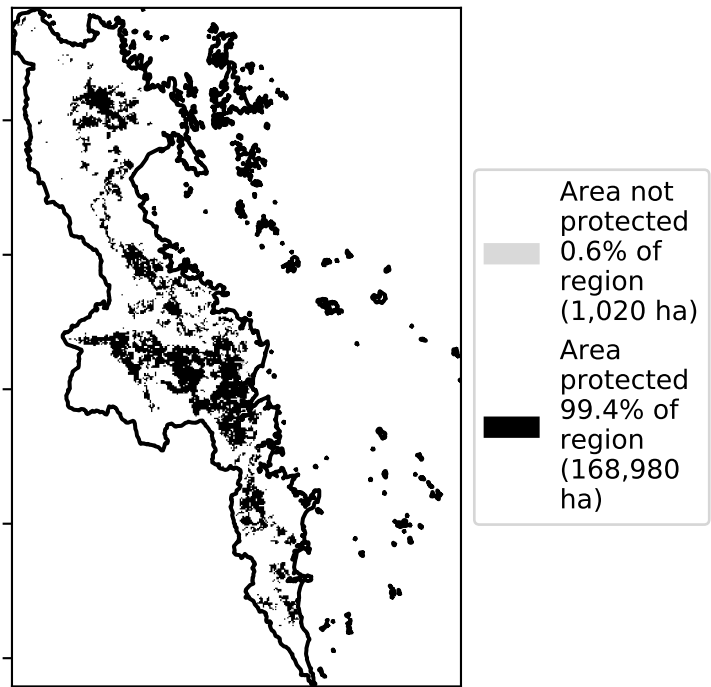 Area not
protected
0.6% of
region
(1,020 ha)
Area
protected
99.4% of
region
(168,980
ha)